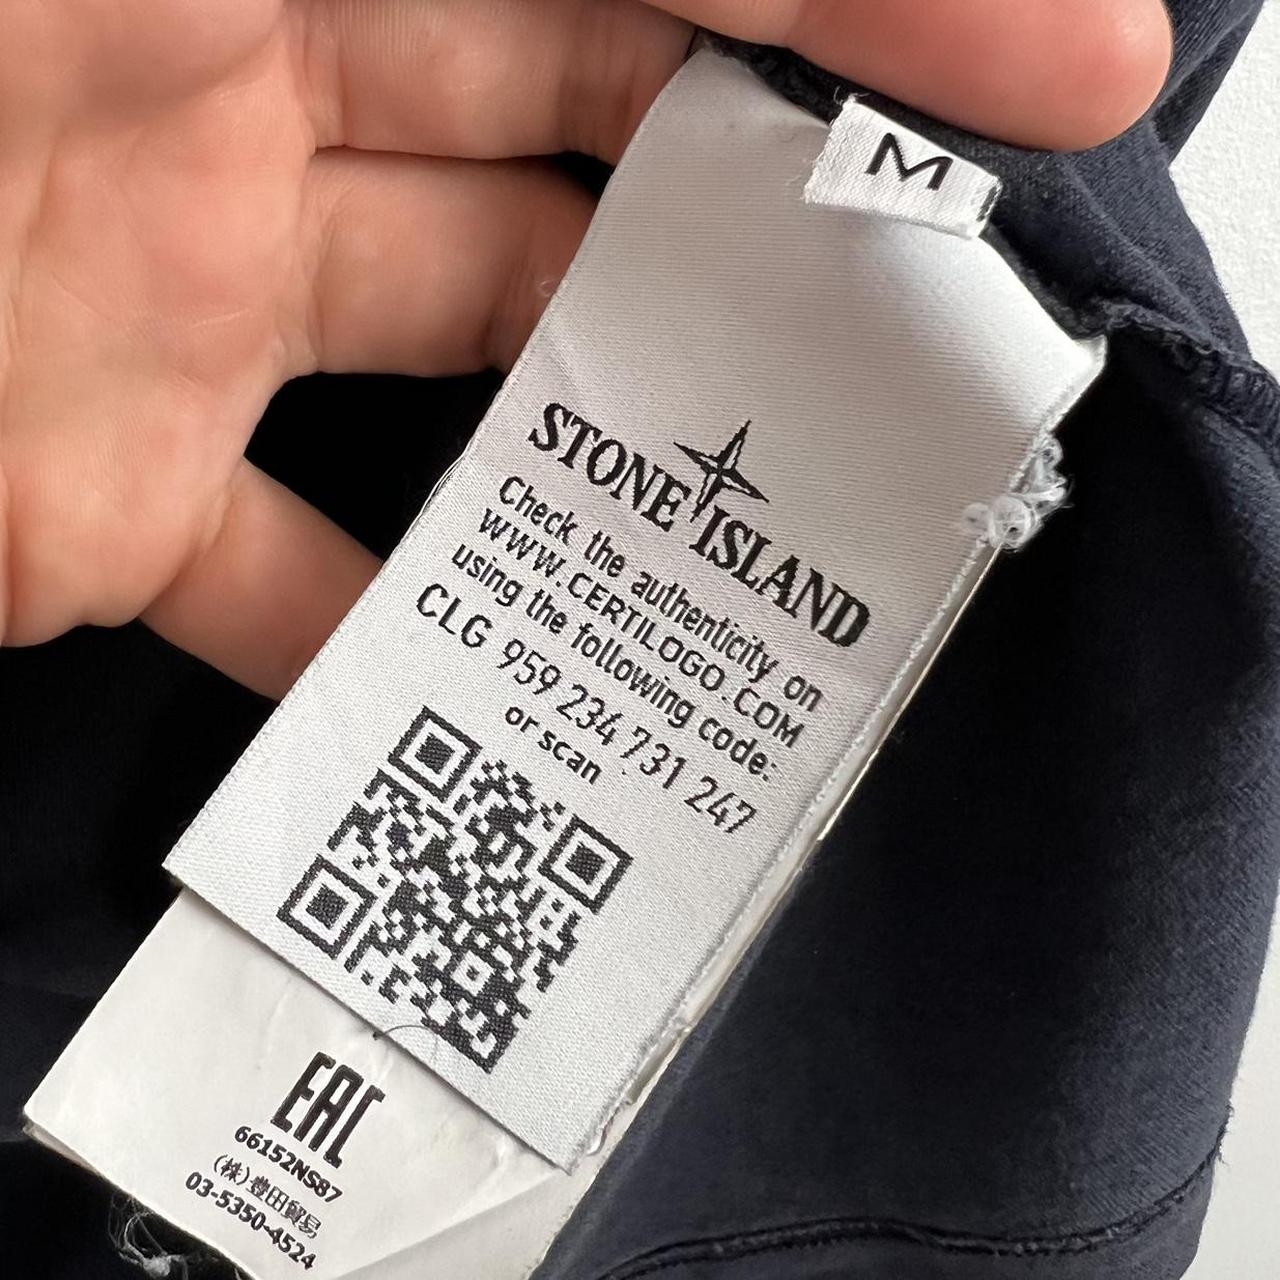 M
STONE ISLAND
Check the authenticity on
WWW.CERTILOGO.COM
using the following code:
CLG 959 234 731 247
or scan
EAC
66152NS87
(株)豊田貿易
03-5350-4524